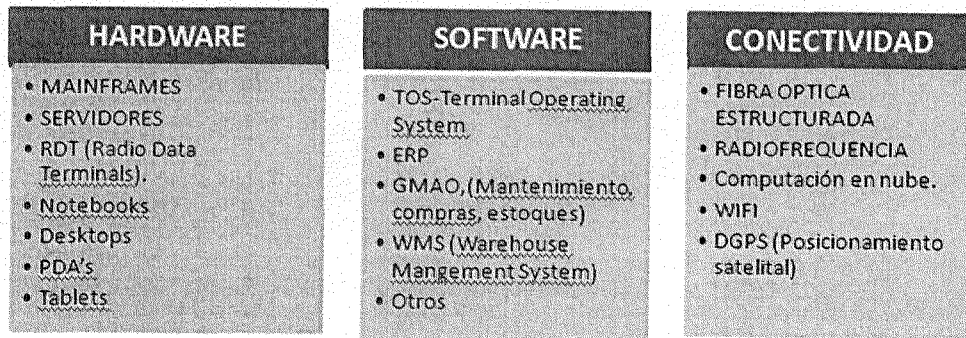 HARDWARE
• MAINFRAMES
• SERVIDORES
• RDT (Radio Data
Terminals).
• Notebooks
• Desktops
• PDA's
• Tablets
SOFTWARE
• TOS-Terminal Operating
System
• ERP
• GMAO,(Mantenimiento,
compras, estoques)
• WMS (Warehouse
Mangement System)
• Otros
CONECTIVIDAD
• FIBRA OPTICA
ESTRUCTURADA
• RADIOFREQUENCIA
• Computación en nube.
• WIFI
• DGPS (Posicionamiento
satelital)